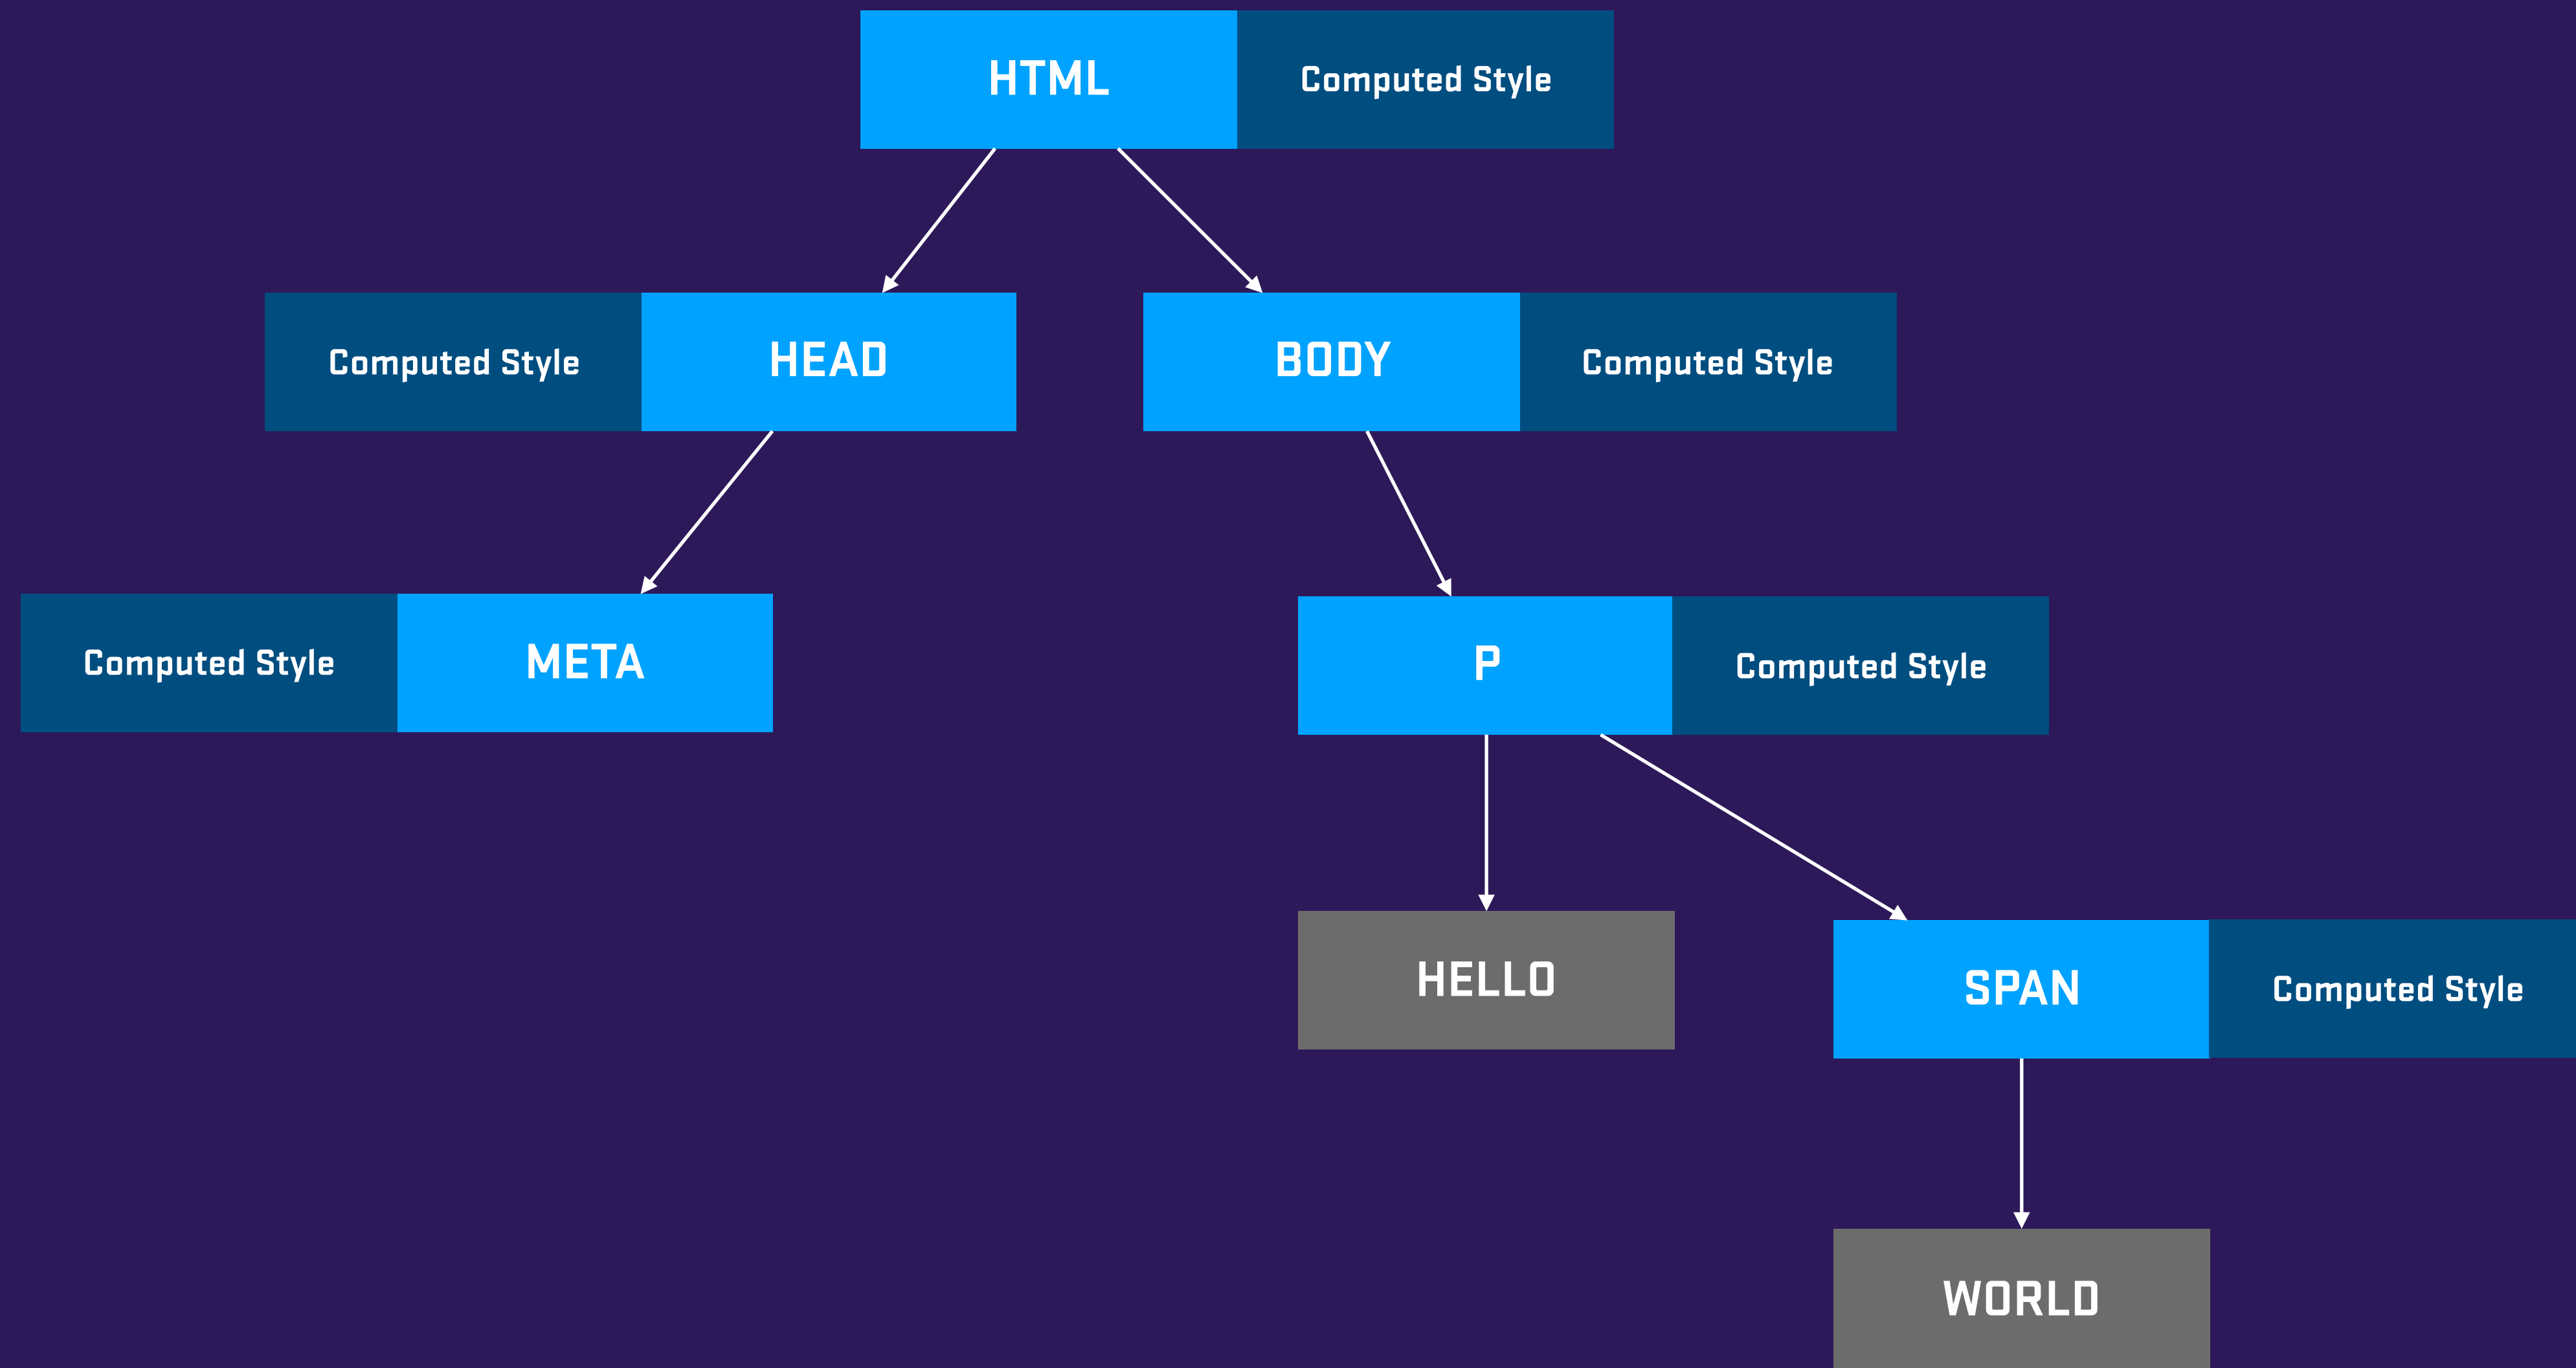 HTML
Computed Style
Computed Style
HEAD
BODY
Computed Style
Computed Style
META
P
Computed Style
HELLO
SPAN
Computed Style
WORLD